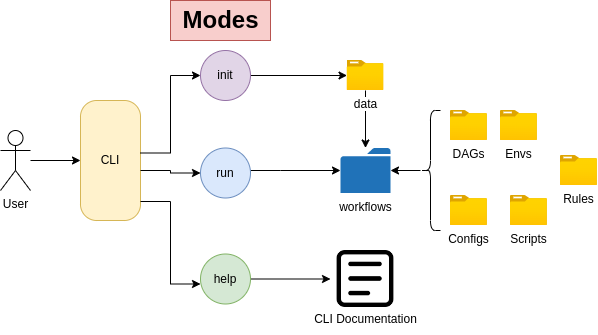 Modes
init
data
CLI
run
help
User
workflows
DAGs
Envs
Rules
Configs
Scripts
CLI Documentation